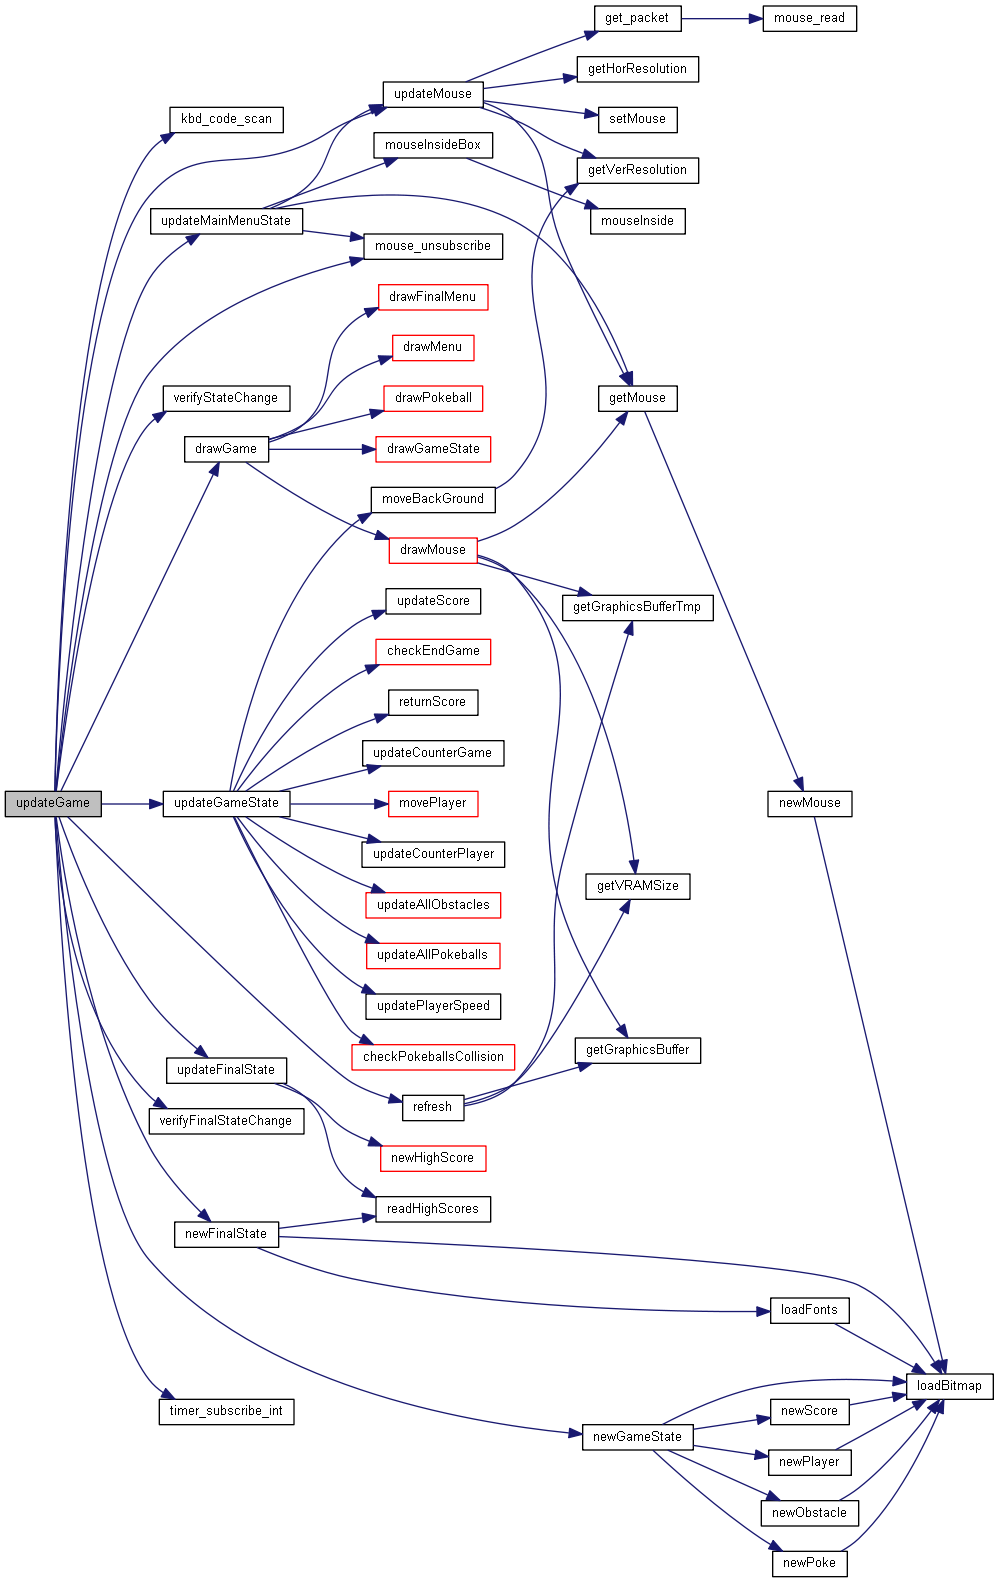 get_packet
mouse_read
getHorResolution
updateMouse
kbd_code_scan
setMouse
mouseInsideBox
getVerResolution
updateMainMenuState
mouseInside
mouse_unsubscribe
drawFinalMenu
drawMenu
verifyStateChange
drawPokeball
getMouse
drawGame
drawGameState
moveBackGround
drawMouse
updateScore
getGraphicsBufferTmp
checkEndGame
returnScore
updateCounterGame
updateGame
updateGameState
movePlayer
newMouse
updateCounterPlayer
getVRAMSize
updateAllObstacles
updateAllPokeballs
updatePlayerSpeed
checkPokeballsCollision
getGraphicsBuffer
updateFinalState
refresh
verifyFinalStateChange
newHighScore
readHighScores
newFinalState
loadFonts
loadBitmap
timer_subscribe_int
newScore
newGameState
newPlayer
newObstacle
newPoke